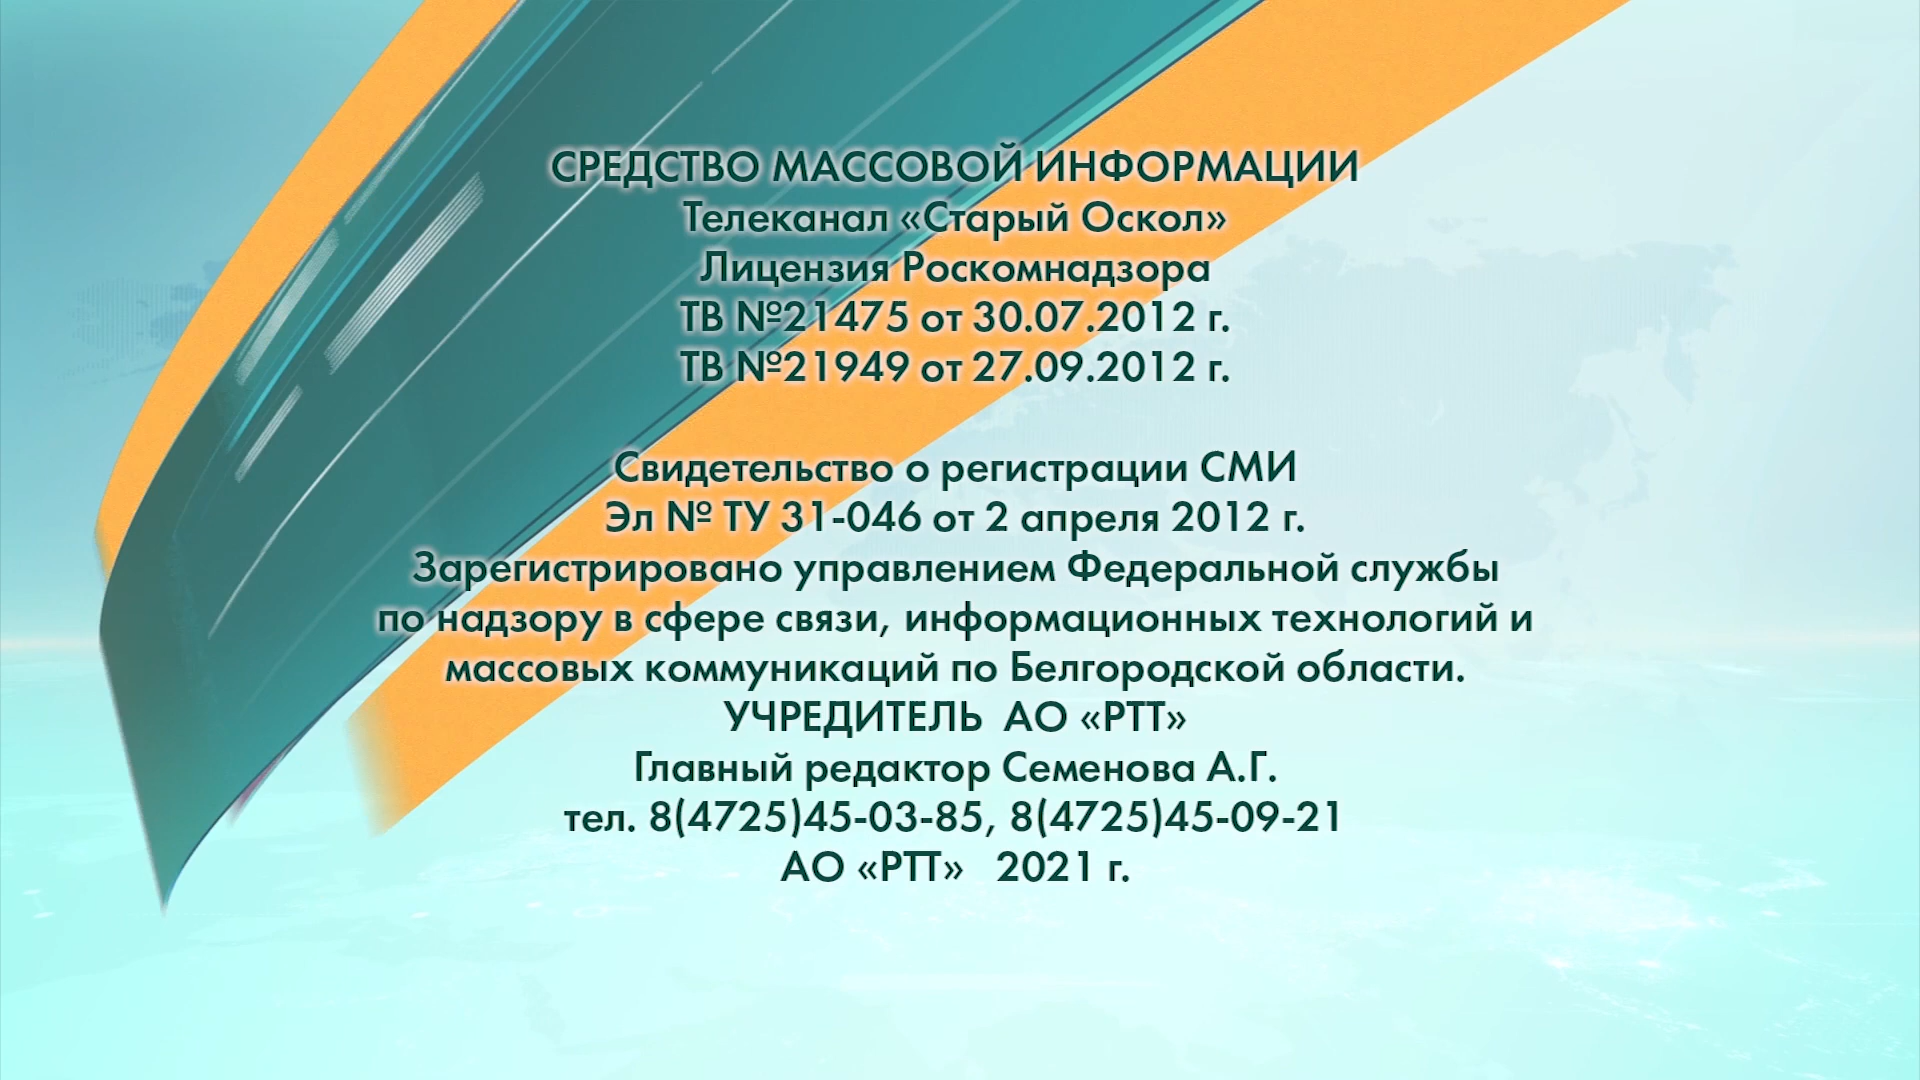 СРЕДСТВО МАССОВОЙ ИНФОРМАЦИИ
Телеканал «Старый Оскол»
Лицензия Роскомнадзора
ТВ №21475 от 30.07.2012 г.
ТВ №21949 от 27.09.2012 г.
Свидетельство о регистрации СМИ
Эл № ТУ 31-046 от 2 апреля 2012 г.
Зарегистрировано управлением Федеральной службы
по надзору в сфере связи, информационных технологий и
массовых коммуникаций по Белгородской области.
УЧРЕДИТЕЛЬ АО «РТТ»
Главный редактор Семенова А.Г.
тел. 8(4725)45-03-85, 8(4725)45-09-21
АО «РТТ» 2021 г.